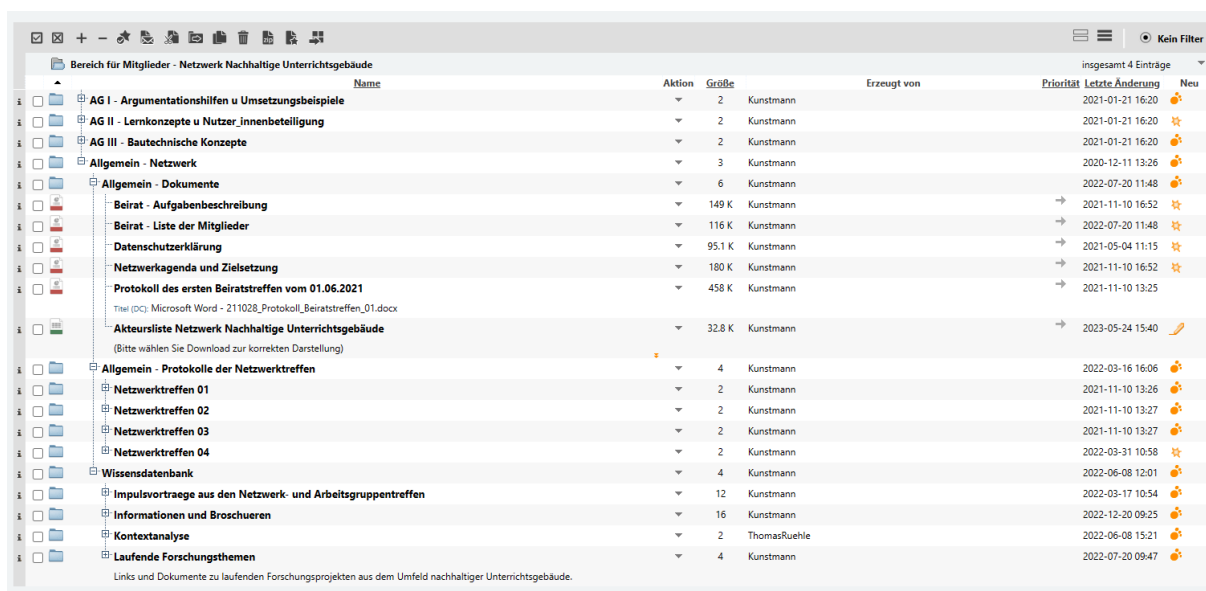 Kein Filter
Bereich für Mitglieder - Netzwerk Nachhaltige Unterrichtsgebäude insgesamt 4 Einträge
Name Aktion Größe Erzeugt von Priorität Letzte Änderung Neu
AG I - Argumentationshilfen u Umsetzungsbeispiele 2 Kunstmann 2021-01-21 16:20
AG II - Lernkonzepte u Nutzer_innenbeteiligung 2 Kunstmann 2021-01-21 16:20
AG III - Bautechnische Konzepte 2 Kunstmann 2021-01-21 16:20
Allgemein - Netzwerk 3 Kunstmann 2020-12-11 13:26
Allgemein - Dokumente 6 Kunstmann 2022-07-20 11:48
Beirat - Aufgabenbeschreibung 149 K Kunstmann 2021-11-10 16:52
Beirat - Liste der Mitglieder 116 K Kunstmann 2022-07-20 11:48
Datenschutzerklärung 95.1 K Kunstmann 2021-05-04 11:15
Netzwerkagenda und Zielsetzung 180 K Kunstmann 2021-11-10 16:52
Protokoll des ersten Beiratstreffen vom 01.06.2021 458 K Kunstmann 2021-11-10 13:25
Titel (DC): Microsoft Word - 211028_Protokoll_Beiratstreffen_01.docx
Akteursliste Netzwerk Nachhaltige Unterrichtsgebäude 32.8 K Kunstmann 2023-05-24 15:40
(Bitte wählen Sie Download zur korrekten Darstellung)
Allgemein - Protokolle der Netzwerktreffen 4 Kunstmann 2022-03-16 16:06
Netzwerktreffen 01 2 Kunstmann 2021-11-10 13:26
Netzwerktreffen 02 2 Kunstmann 2021-11-10 13:27
Netzwerktreffen 03 2 Kunstmann 2021-11-10 13:27
Netzwerktreffen 04 2 Kunstmann 2022-03-31 10:58
Wissensdatenbank 4 Kunstmann 2022-06-08 12:01
Impulsvortraege aus den Netzwerk- und Arbeitsgruppentreffen 12 Kunstmann 2022-03-17 10:54
Informationen und Broschueren 16 Kunstmann 2022-12-20 09:25
Kontextanalyse 2 ThomasRuehle 2022-06-08 15:21
Laufende Forschungsthemen 4 Kunstmann 2022-07-20 09:47
Links und Dokumente zu laufenden Forschungsprojekten aus dem Umfeld nachhaltiger Unterrichtsgebäude.